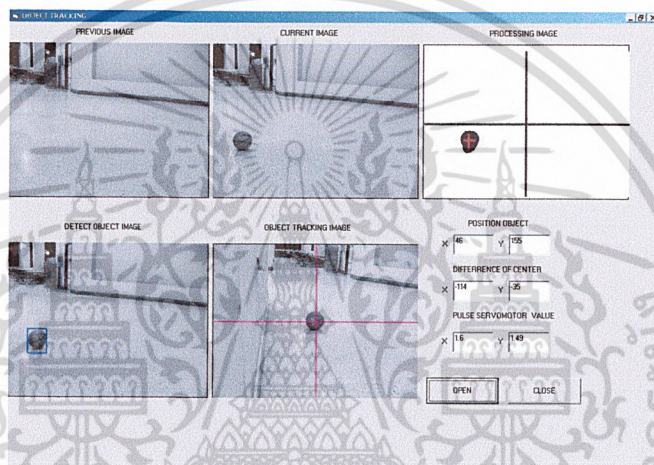 OBJECT TRACKING
PREVIOUS IMAGE
CURRENT IMAGE
PROCESSING IMAGE
DETECT OBJECT IMAGE
OBJECT TRACKING IMAGE
POSITION OBJECT
X 46 Y 155
DIFFERRENCE OF CENTER
X -114 Y -35
PULSE SERVOMOTOR VALUE
X 1.6 Y 1.49
OPEN CLOSE